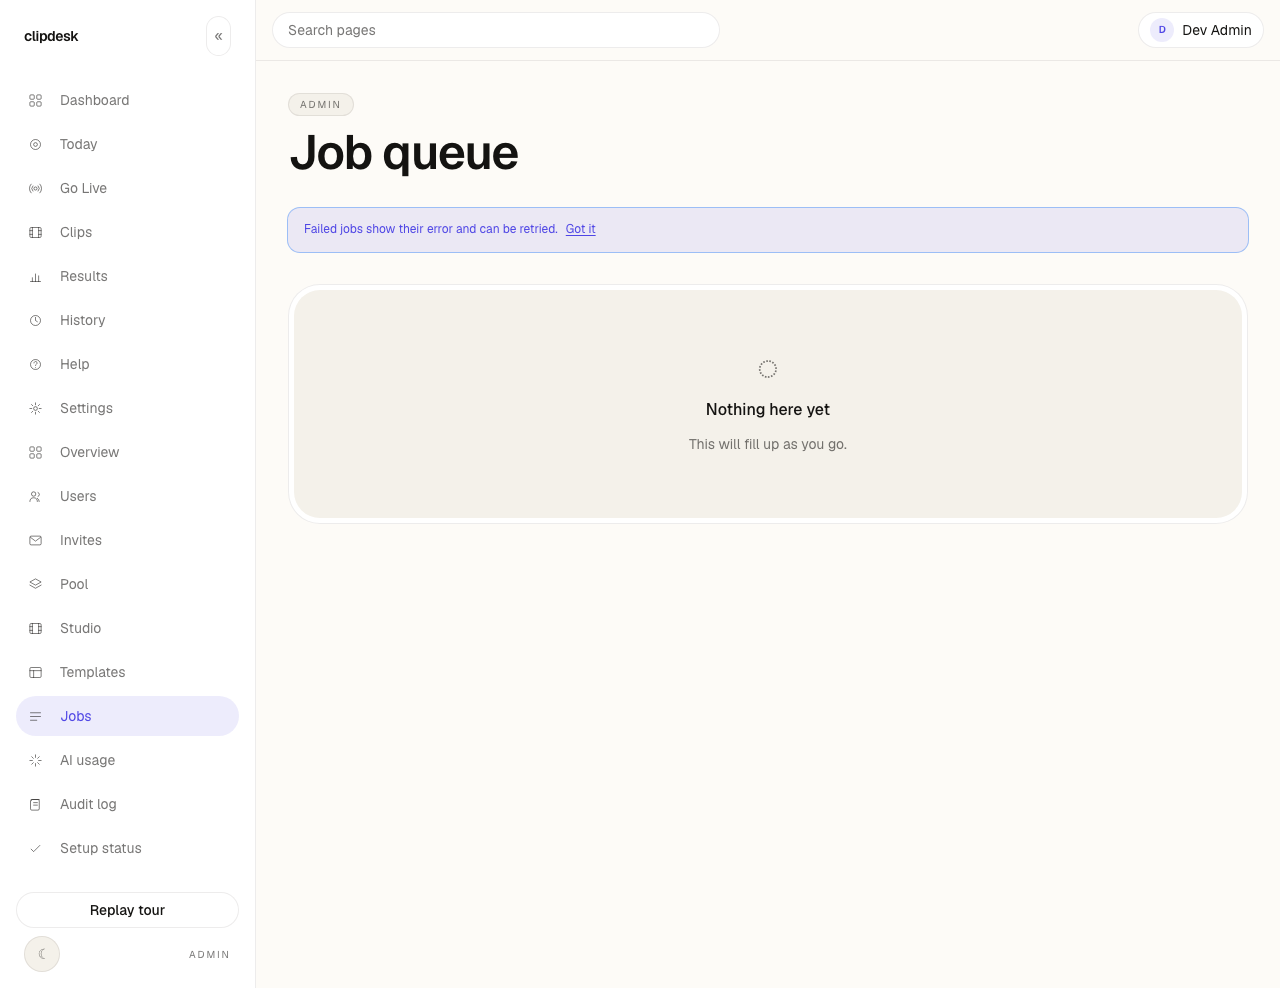 clipdesk
«
Search pages
D
Dev Admin
Dashboard
Today
Go Live
Clips
Results
History
Help
Settings
Overview
Users
Invites
Pool
Studio
Templates
Jobs
AI usage
Audit log
Setup status
Replay tour
ADMIN
ADMIN
Job queue
Failed jobs show their error and can be retried. Got it
Nothing here yet
This will fill up as you go.